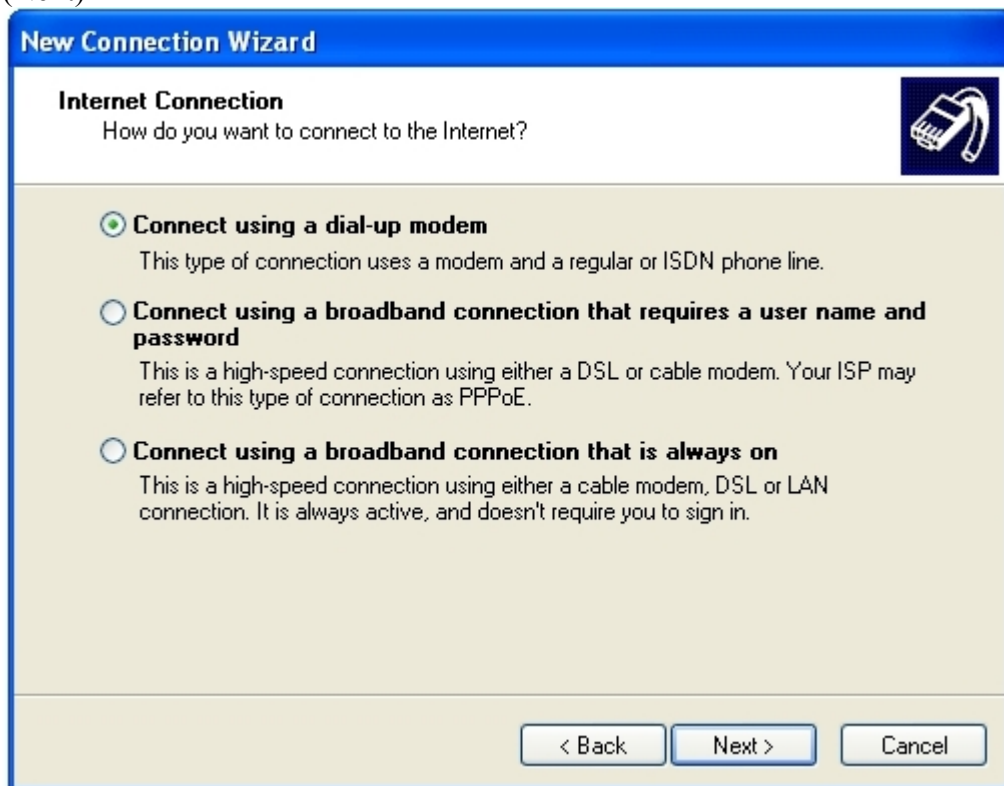 New Connection Wizard
Internet Connection
How do you want to connect to the Internet?
Connect using a dial-up modem
This type of connection uses a modem and a regular or ISDN phone line.
Connect using a broadband connection that requires a user name and
password
This is a high-speed connection using either a DSL or cable modem. Your ISP may
refer to this type of connection as PPPoE.
Connect using a broadband connection that is always on
This is a high-speed connection using either a cable modem, DSL or LAN
connection. It is always active, and doesn't require you to sign in.
< Back Next > Cancel